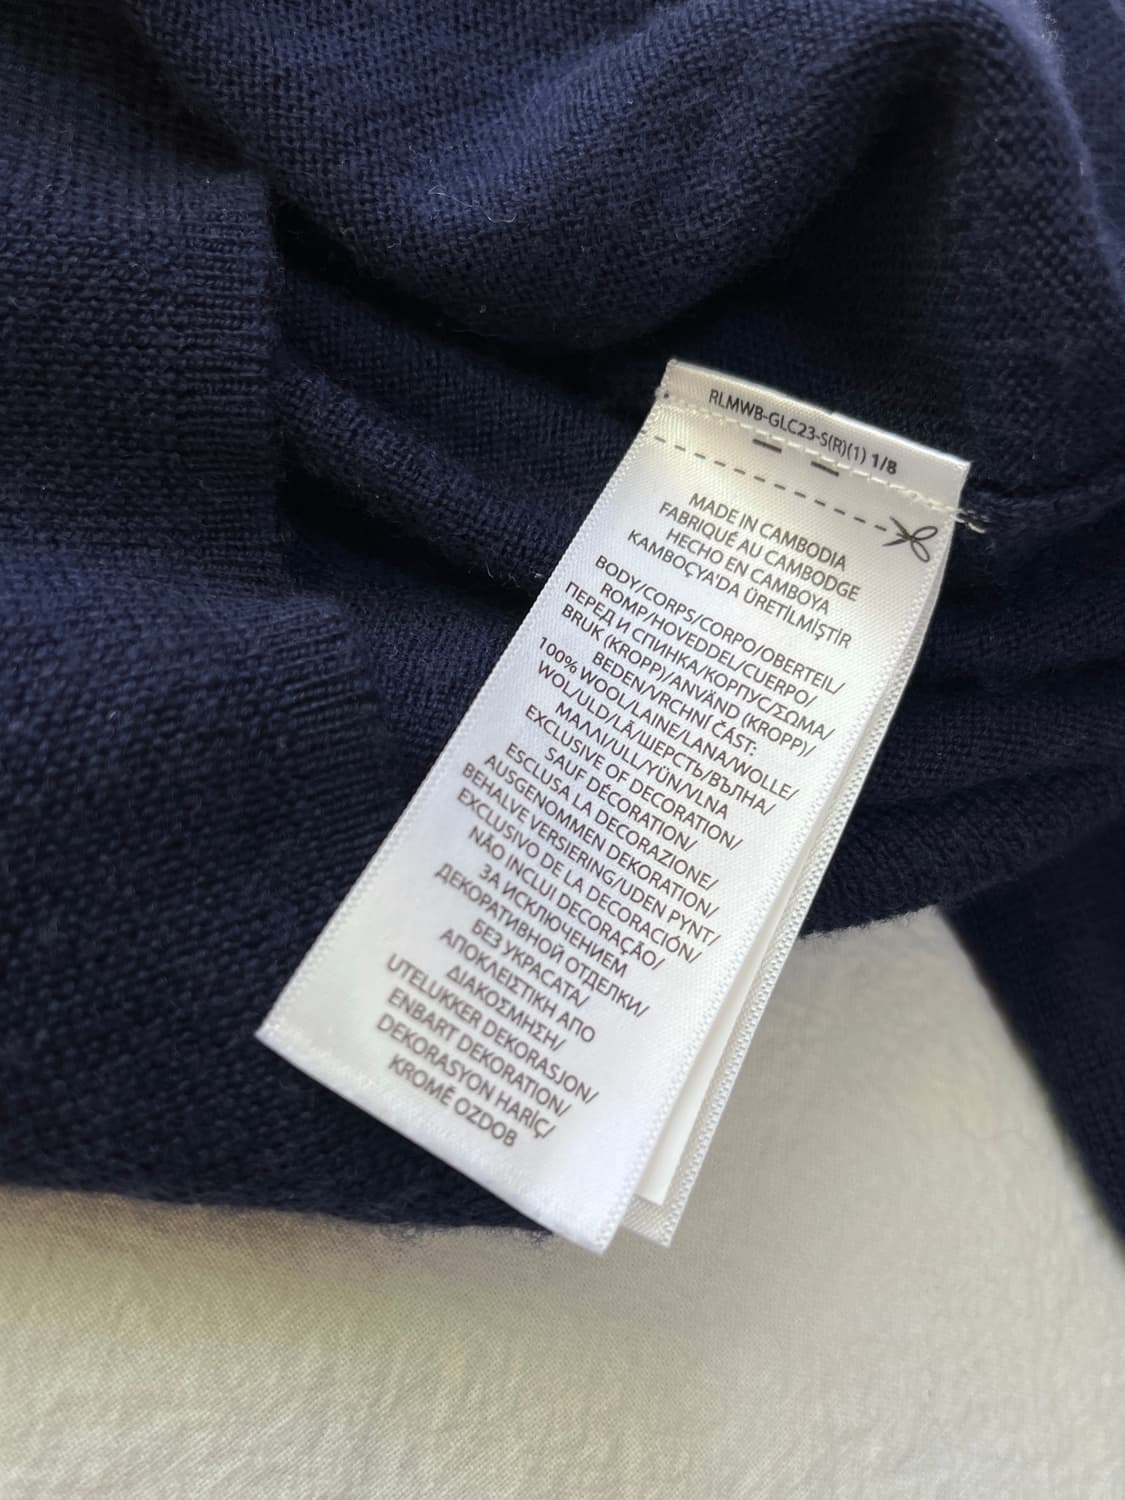 RLMWB-GLC23-S(R)(1) 1/8
MADE IN CAMBODIA
FABRIQUÉ AU CAMBODGE
HECHO EN CAMBOYA
KAMBOÇYA'DA ÜRETİLMİŞTİR
BODY/CORPS/CORPO/OBERTEIL/
ROMP/HOVEDDEL/CUERPO/
ПЕРЕД И СПИНКА/КОРПУС/ΣΩΜΑ/
BRUK (KROPP)/ANVÄND (KROPP)/
BEDEN/VRCHNÍ ČÁST:
100% WOOL/LAINE/LANA/WOLLE/
WOL/ULD/LÃ/ШЕРСТЬ/ВЪЛНА/
ΜΑΛΛΙ/ULL/YÜN/VLNA
EXCLUSIVE OF DECORATION/
SAUF DÉCORATION/
ESCLUSA LA DECORAZIONE/
AUSGENOMMEN DEKORATION/
BEHALVE VERSIERING/UDEN PYNT/
EXCLUSIVO DE LA DECORACIÓN/
NÃO INCLUI DECORAÇÃO/
ЗА ИСКЛЮЧЕНИЕМ
ДЕКОРАТИВНОЙ ОТДЕЛКИ/
БЕЗ УКРАСАТА/
ΑΠΟΚΛΕΙΣΤΙΚΗ ΑΠΟ
ΔΙΑΚΟΣΜΗΣΗ/
UTELUKKER DEKORASJON/
ENBART DEKORATION/
DEKORASYON HARİÇ/
KROMĚ OZDOB